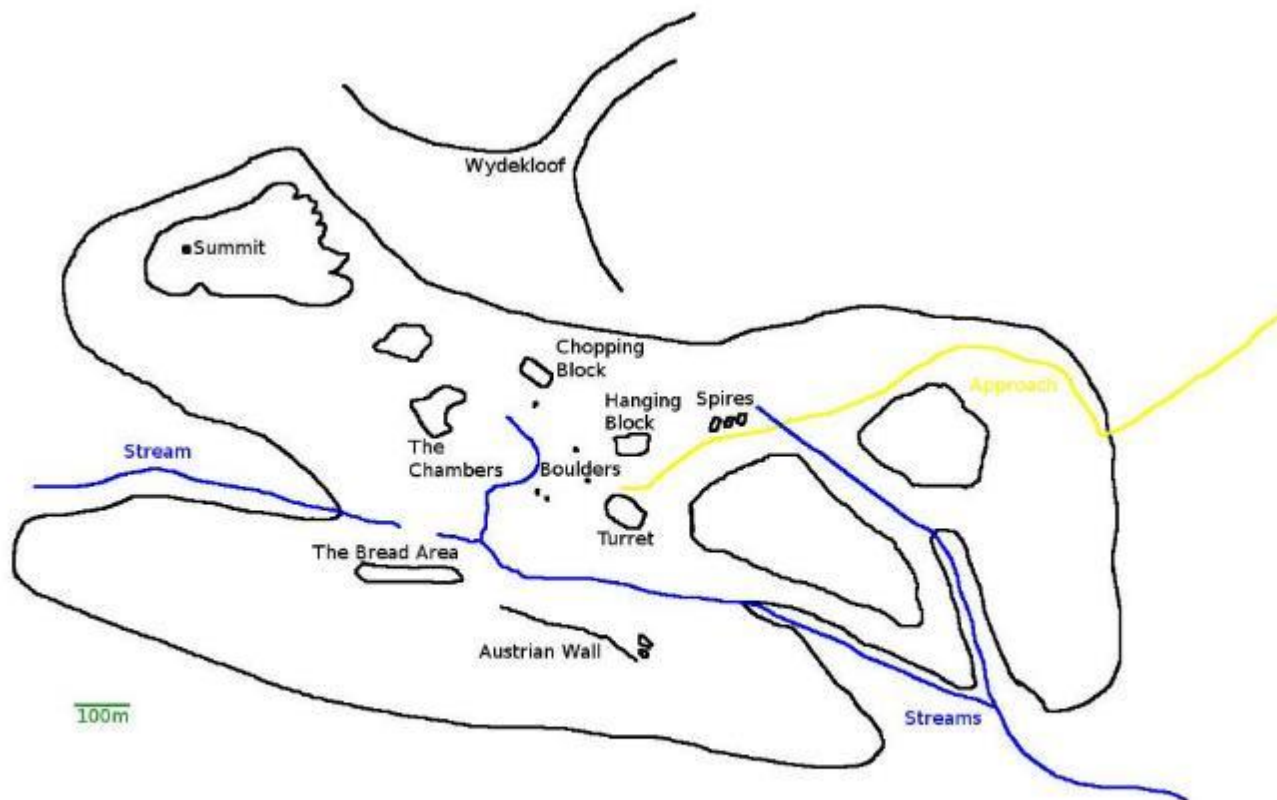 Wydekloof
Summit
Chopping
Block
Approach
Hanging
Block
Spires
The
Chambers
Stream
Boulders
Turret
The Bread Area
Austrian Wall
100m
Streams